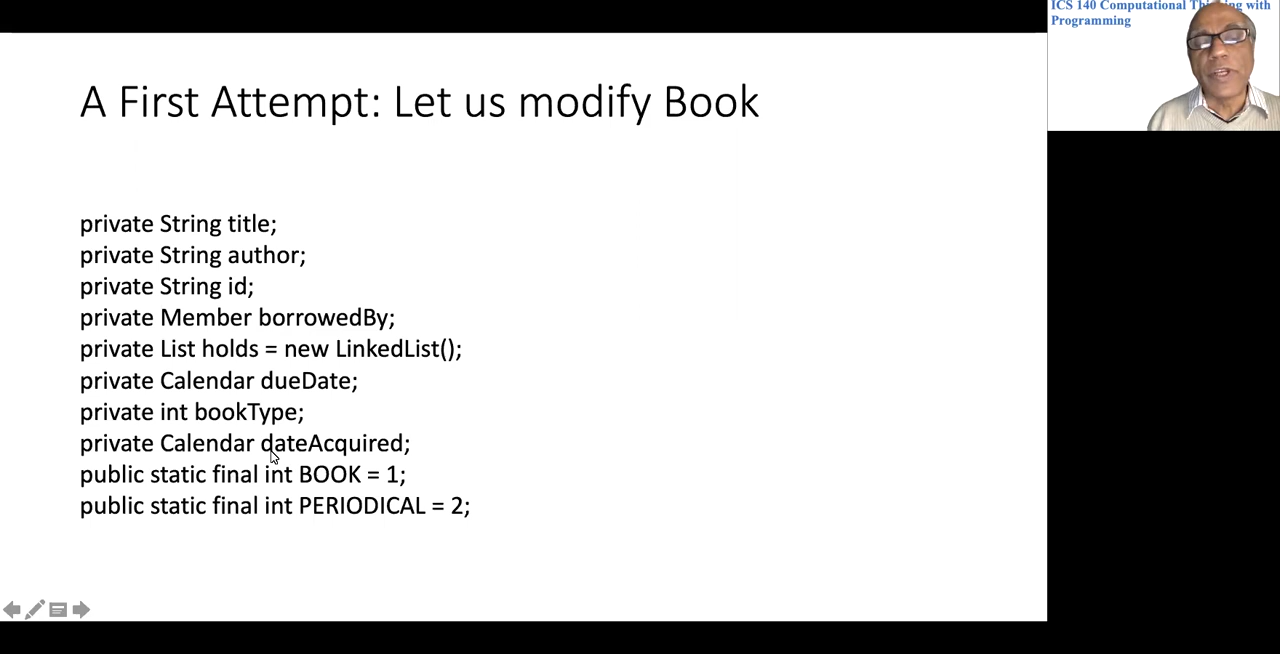 ICS 140 Computational Thinking with
Programming
A First Attempt: Let us modify Book
private String title;
private String author;
private String id;
private Member borrowedBy;
private List holds = new LinkedList();
private Calendar dueDate;
private int bookType;
private Calendar dateAcquired;
public static final int BOOK = 1;
public static final int PERIODICAL = 2;